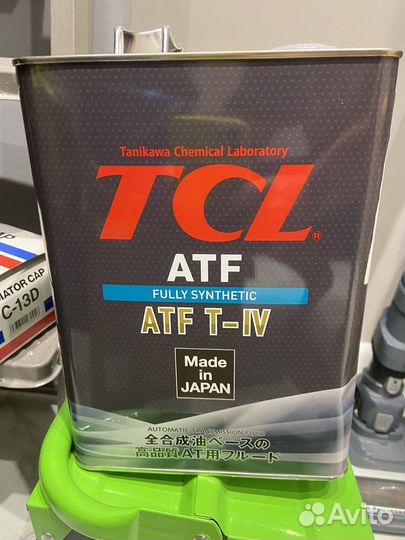 Tanikawa Chemical Laboratory
TCL®
ATF
FULLY SYNTHETIC
ATF T-IV
Made
in
JAPAN
AUTOMATIC TRANSMISSION FLUID
全合成油ベースの
高品質AT用フルード
CAP
C-13D
Avito